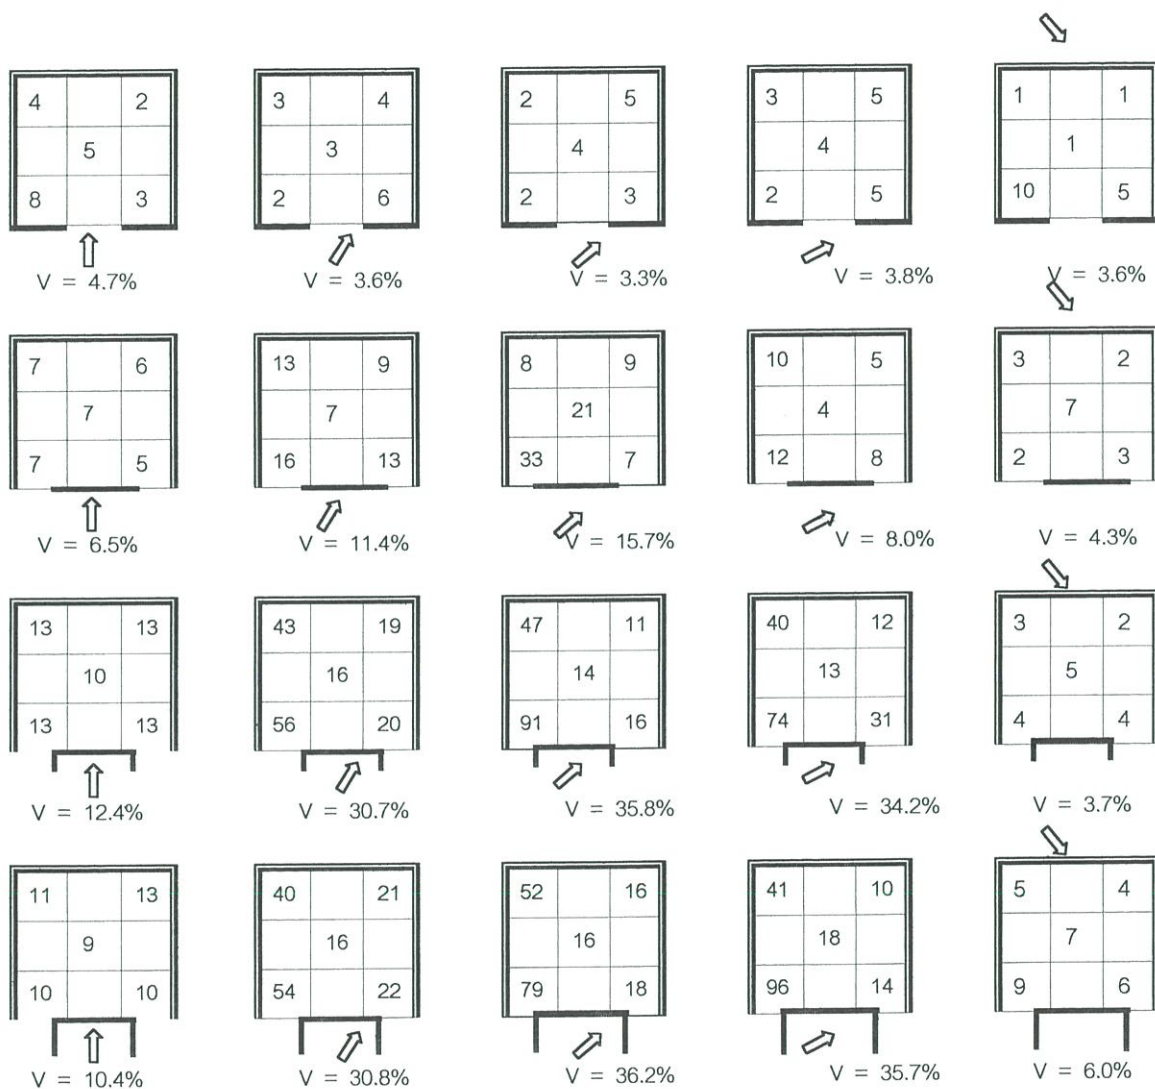 4 2 3 4 2 5 3 5 1 1
5 3 4 4 1
8 3 2 6 2 3 2 5 10 5
V = 4.7% V = 3.6% V = 3.3% V = 3.8% V = 3.6%
7 6 13 9 8 9 10 5 3 2
7 7 21 4 7
7 5 16 13 33 7 12 8 2 3
V = 6.5% V = 11.4% V = 15.7% V = 8.0% V = 4.3%
13 13 43 19 47 11 40 12 3 2
10 16 14 13 5
13 13 56 20 91 16 74 31 4 4
V = 12.4% V = 30.7% V = 35.8% V = 34.2% V = 3.7%
11 13 40 21 52 16 41 10 5 4
9 16 16 18 7
10 10 54 22 79 18 96 14 9 6
V = 10.4% V = 30.8% V = 36.2% V = 35.7% V = 6.0%